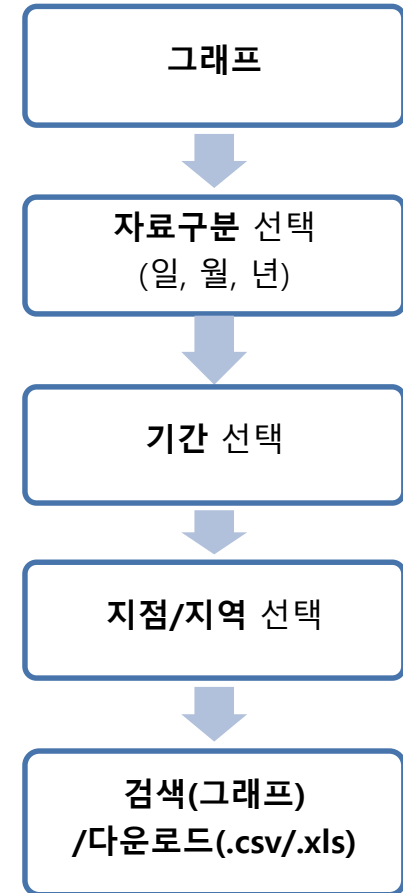 그래프
자료구분 선택
(일, 월, 년)
기간 선택
지점/지역 선택
검색(그래프)
/다운로드(.csv/.xls)